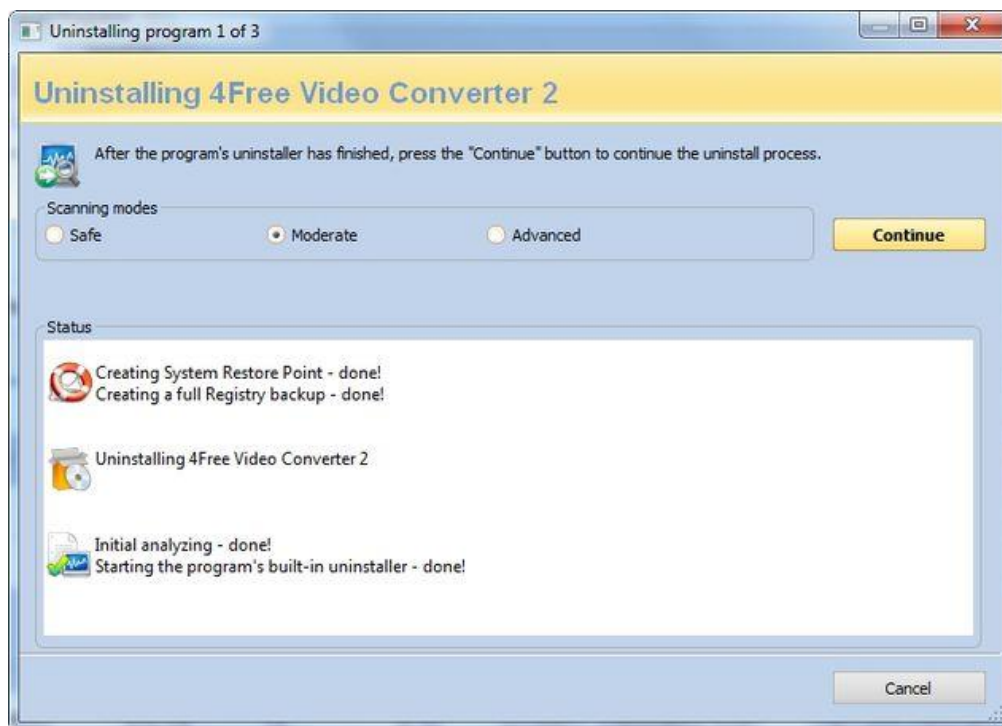 Uninstalling program 1 of 3
Uninstalling 4Free Video Converter 2
After the program's uninstaller has finished, press the "Continue" button to continue the uninstall process.
Scanning modes
Safe
Moderate
Advanced
Continue
Status
Creating System Restore Point - done!
Creating a full Registry backup - done!
Uninstalling 4Free Video Converter 2
Initial analyzing - done!
Starting the program's built-in uninstaller - done!
Cancel